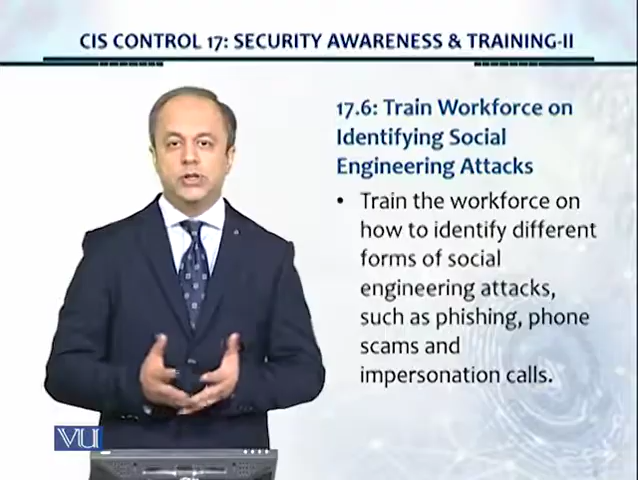 CIS CONTROL 17: SECURITY AWARENESS & TRAINING-II
17.6: Train Workforce on
Identifying Social
Engineering Attacks
• Train the workforce on
how to identify different
forms of social
engineering attacks,
such as phishing, phone
scams and
impersonation calls.
VU